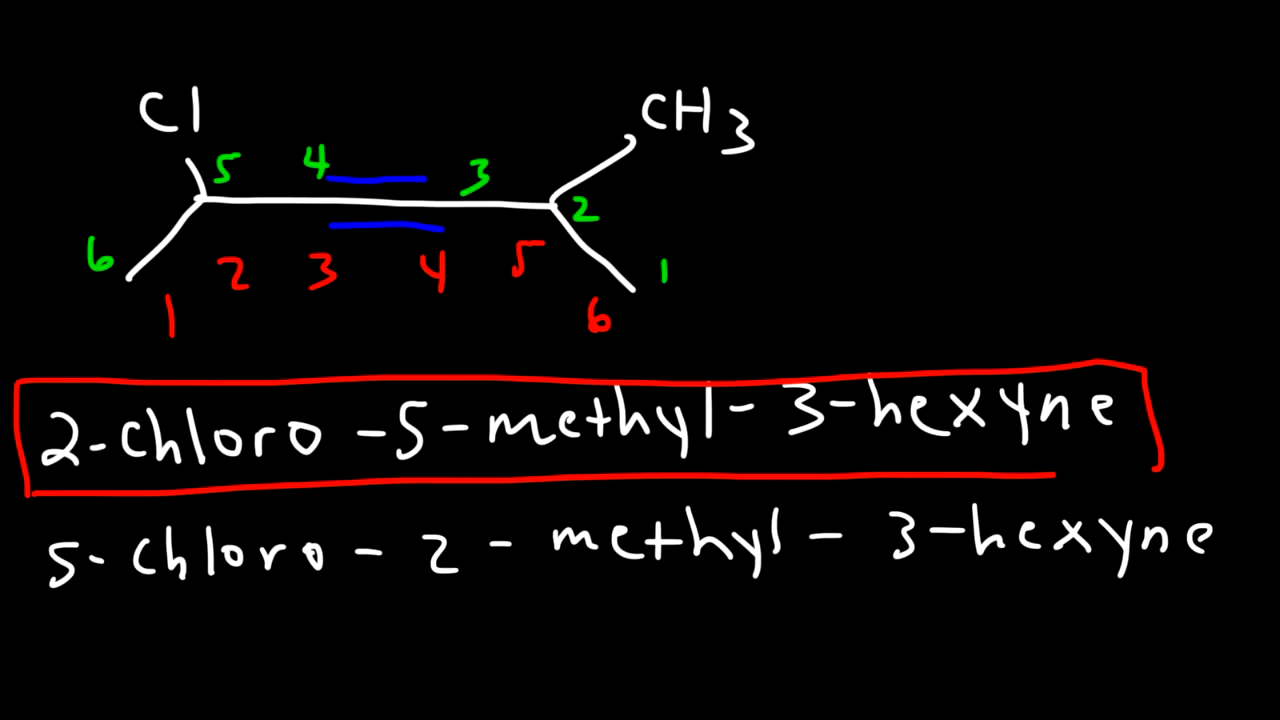 Cl CH3
5 4 3 2
6 2 3 4 5 1
1 6
2-chloro-5-methyl-3-hexyne
5-chloro-2-methyl-3-hexyne